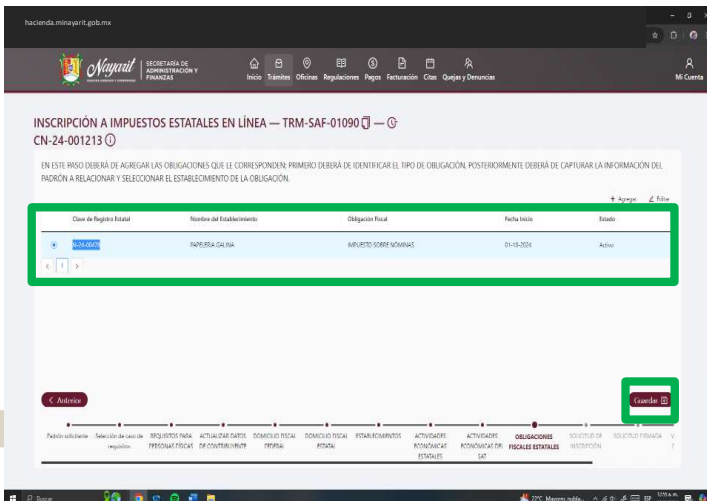 hacienda.minayarit.gob.mx
Nayarit
SECRETARÍA DE
ADMINISTRACIÓN Y
FINANZAS
Inicio Trámites Oficinas Regulaciones Pagos Facturación Citas Quejas y Denuncias
Mi Cuenta
INSCRIPCIÓN A IMPUESTOS ESTATALES EN LÍNEA — TRM-SAF-01090 —
CN-24-001213
EN ESTE PASO DEBERÁ DE AGREGAR LAS OBLIGACIONES QUE LE CORRESPONDEN; PRIMERO DEBERÁ DE IDENTIFICAR EL TIPO DE OBLIGACIÓN, POSTERIORMENTE DEBERÁ DE CAPTURAR LA INFORMACIÓN DEL
PADRÓN A RELACIONAR Y SELECCIONAR EL ESTABLECIMIENTO DE LA OBLIGACIÓN.
+ Agregar Editar
Clave de Registro Estatal Nombre del Establecimiento Obligación Fiscal Fecha Inicio Estado
N-24-00478 PAPELERIA GALINA IMPUESTO SOBRE NOMINAS 01-10-2024 Activo
< 1 >
< Anterior
Guardar
Padrón solicitante Selección de caso de REQUISITOS PARA ACTUALIZAR DATOS DOMICILIO FISCAL DOMICILIO FISCAL ESTABLECIMIENTOS ACTIVIDADES ACTIVIDADES OBLIGACIONES SOLICITUD DE SOLICITUD FIRMADA
requisitos PERSONAS FÍSICAS DE CONTRIBUYENTE FEDERAL ESTATAL ECONÓMICAS ECONÓMICAS DEL FISCALES ESTATALES INSCRIPCIÓN
ESTATALES SAT
Buscar
22°C Mayorm. nubla...